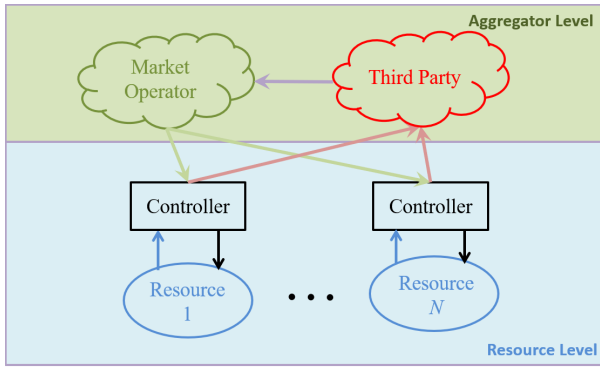 Aggregator Level
Market
Operator
Third Party
Controller
Controller
Resource
1
• • •
Resource
N
Resource Level